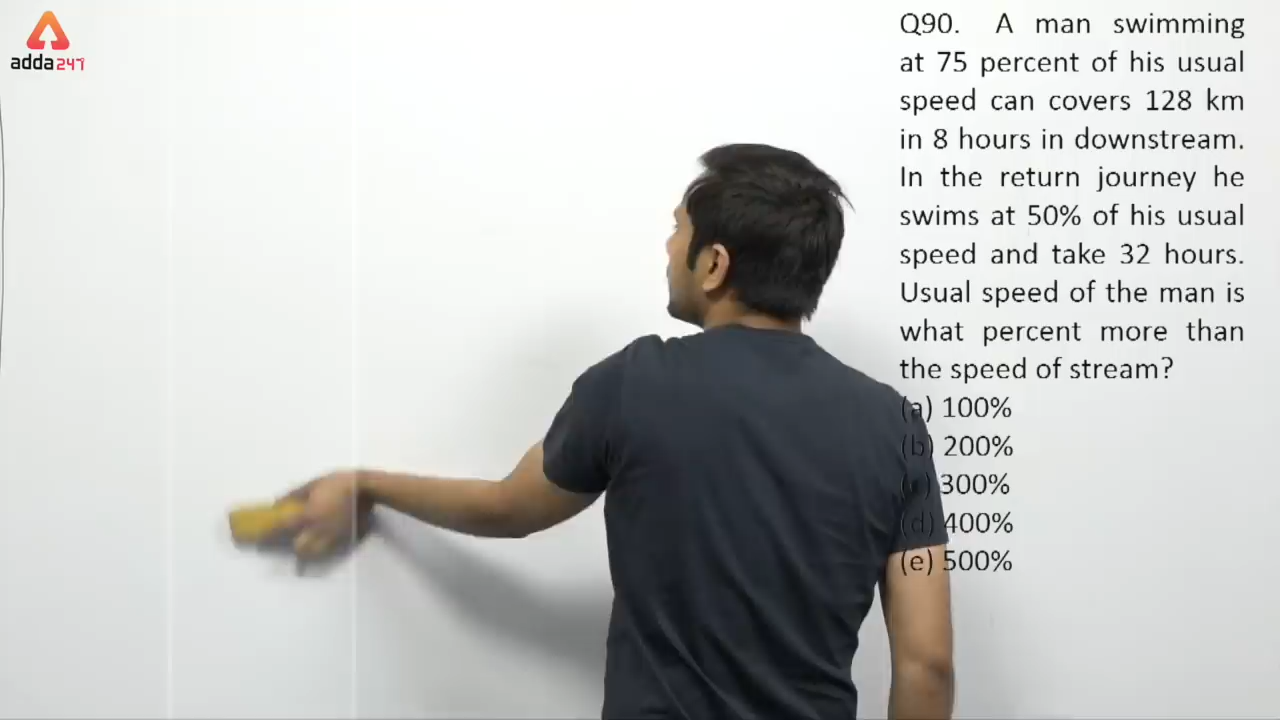 adda247
Q90. A man swimming
at 75 percent of his usual
speed can covers 128 km
in 8 hours in downstream.
In the return journey he
swims at 50% of his usual
speed and take 32 hours.
Usual speed of the man is
what percent more than
the speed of stream?
(a) 100%
(b) 200%
(c) 300%
(d) 400%
(e) 500%